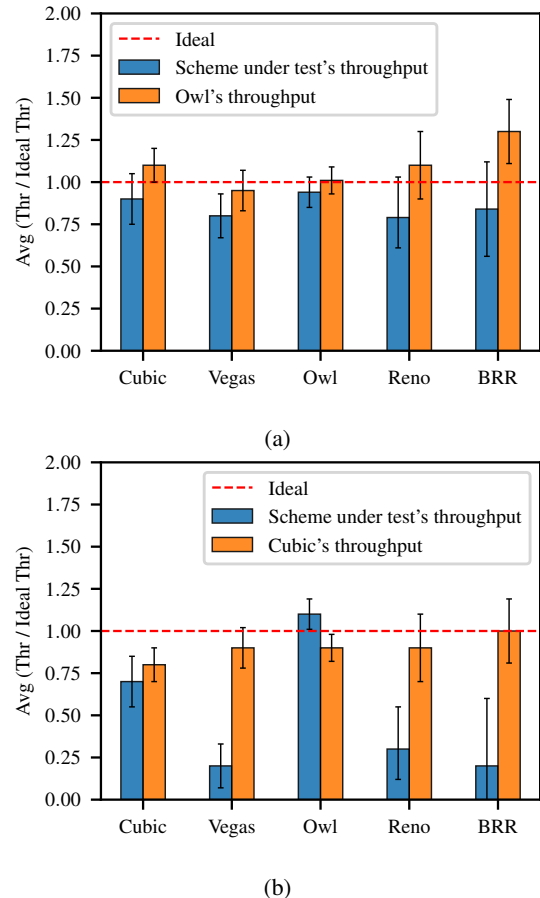 2.00
1.75
1.50
1.25
1.00
0.75
0.50
0.25
0.00
Avg (Thr / Ideal Thr)
Ideal
Scheme under test's throughput
Owl's throughput
Cubic Vegas Owl Reno BRR
(a)
2.00
1.75
1.50
1.25
1.00
0.75
0.50
0.25
0.00
Avg (Thr / Ideal Thr)
Ideal
Scheme under test's throughput
Cubic's throughput
Cubic Vegas Owl Reno BRR
(b)